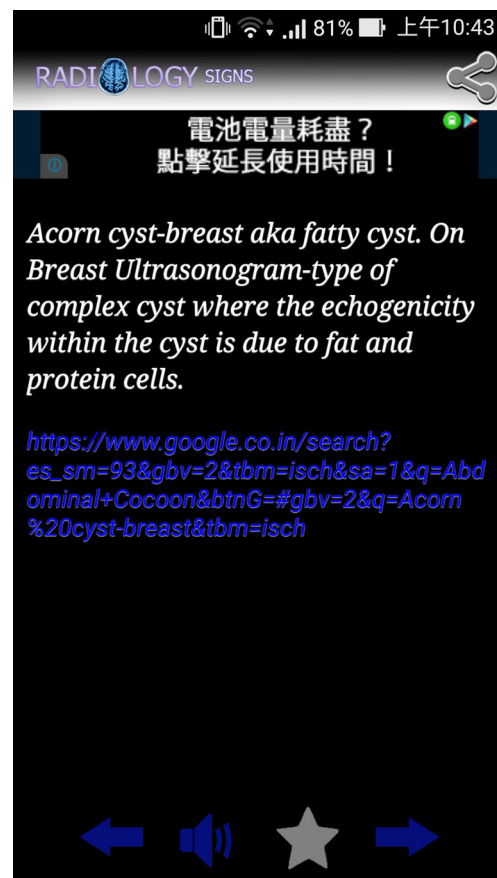 81% 上午10:43
RADIOLOGY SIGNS
電池電量耗盡？
點擊延長使用時間！
Acorn cyst-breast aka fatty cyst. On
Breast Ultrasonogram-type of
complex cyst where the echogenicity
within the cyst is due to fat and
protein cells.
https://www.google.co.in/search?
es_sm=93&gbv=2&tbm=isch&sa=1&q=Abd
ominal+Cocoon&btnG=#gbv=2&q=Acorn
%20cyst-breast&tbm=isch